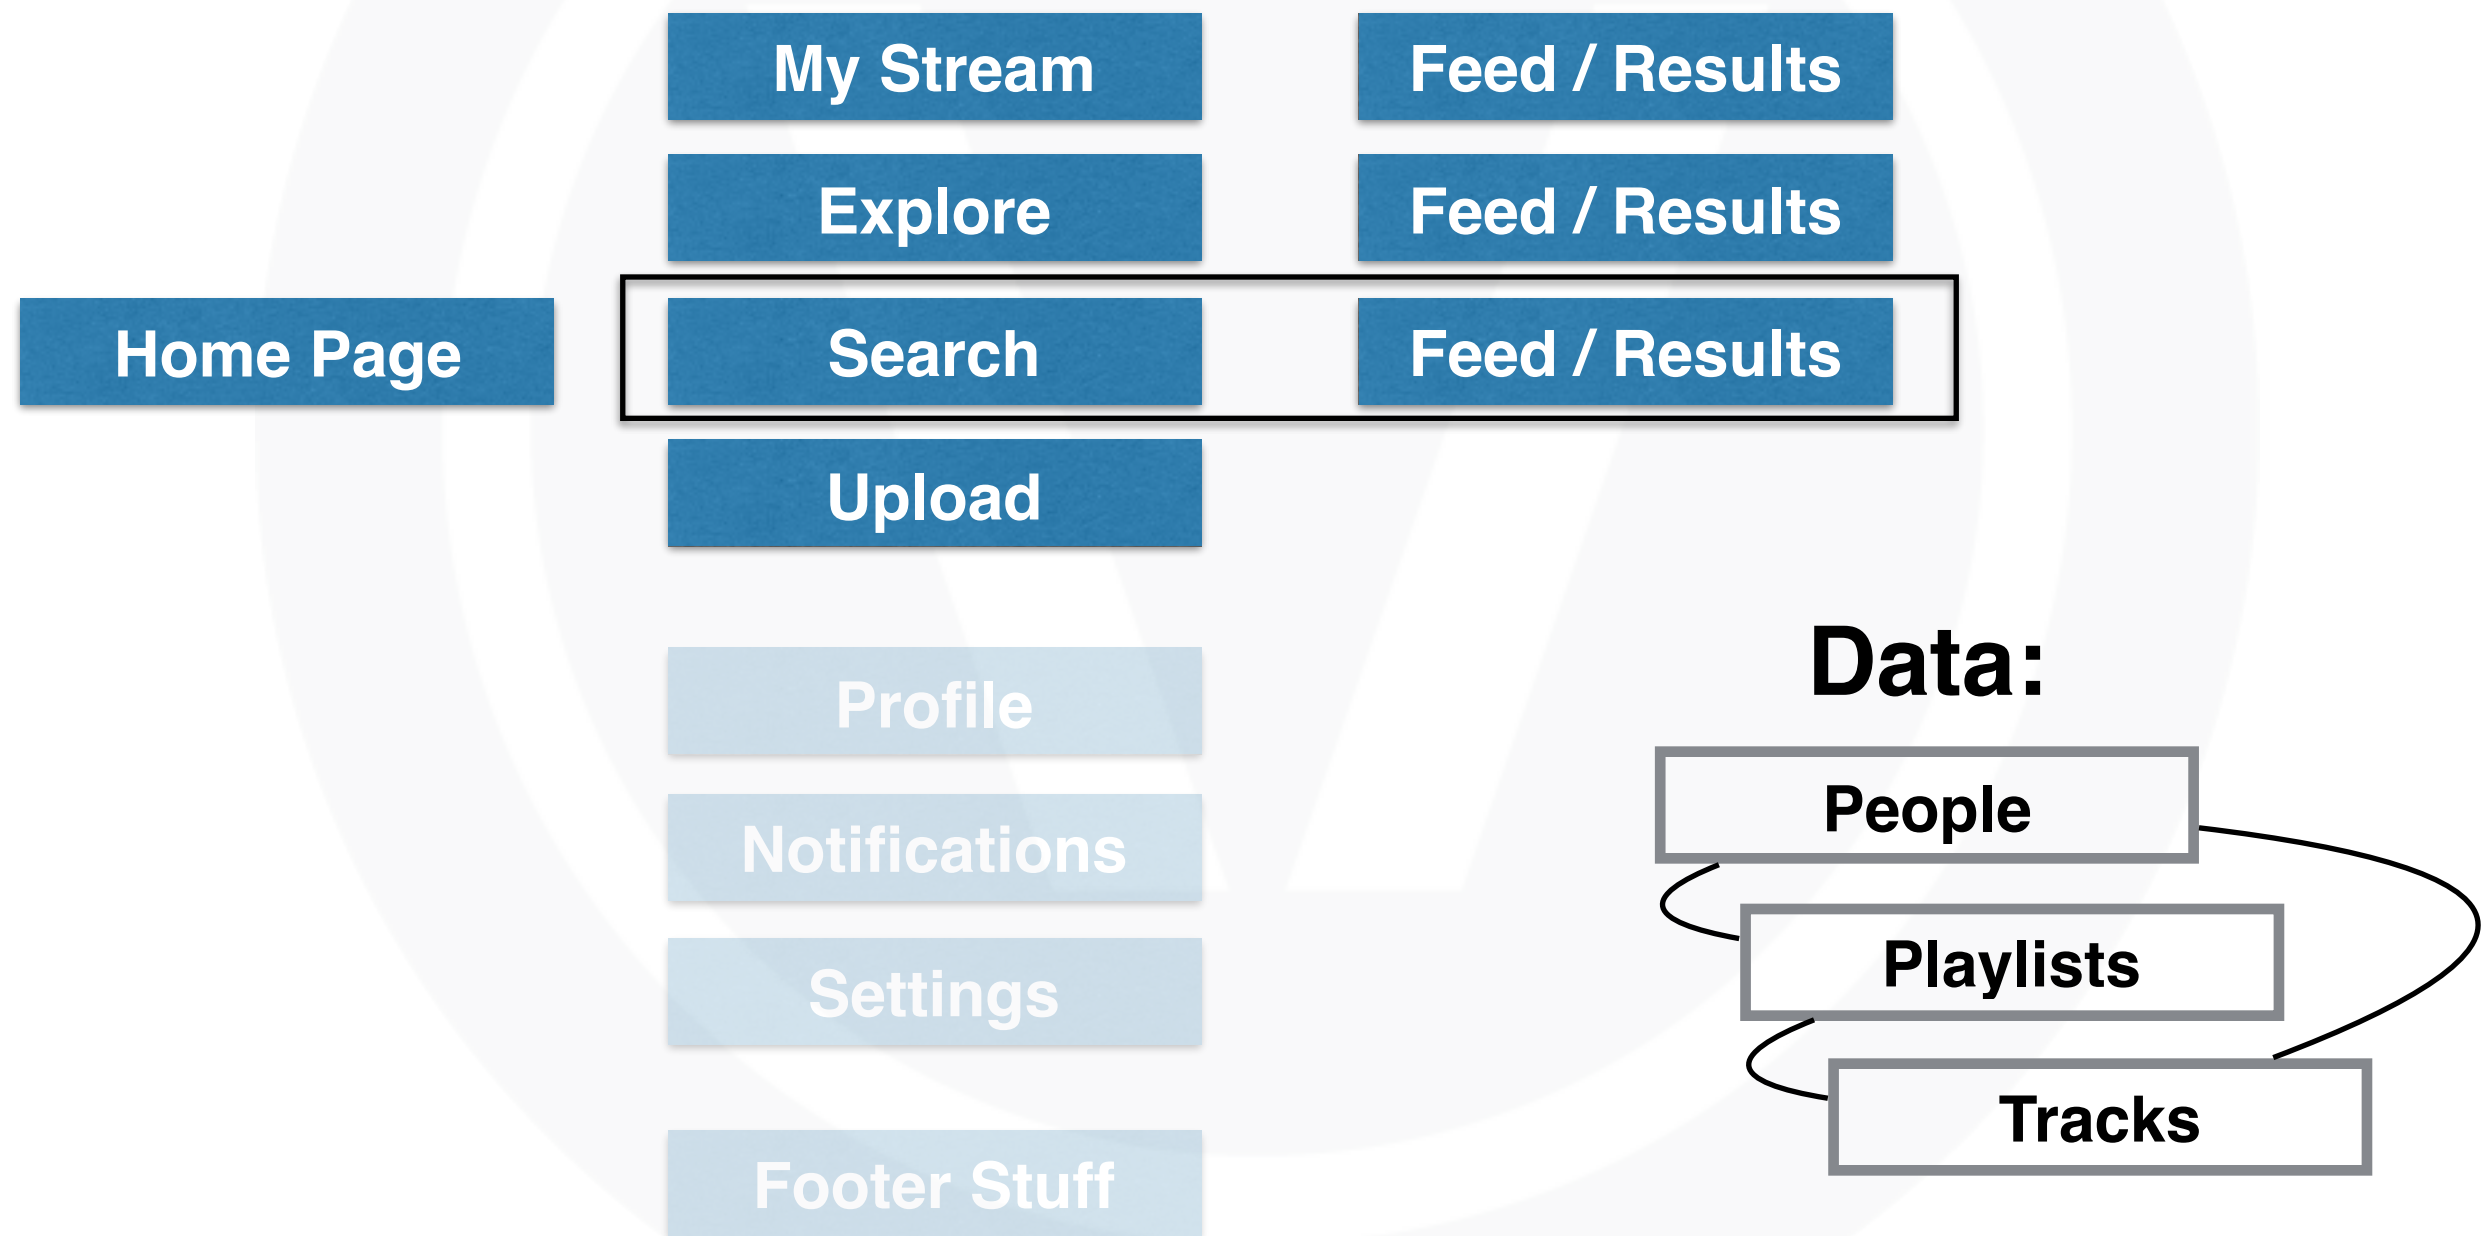 My Stream
Feed / Results
Explore
Feed / Results
Home Page
Search
Feed / Results
Upload
Profile
Notifications
Settings
Footer Stuff
Data:
People
Playlists
Tracks